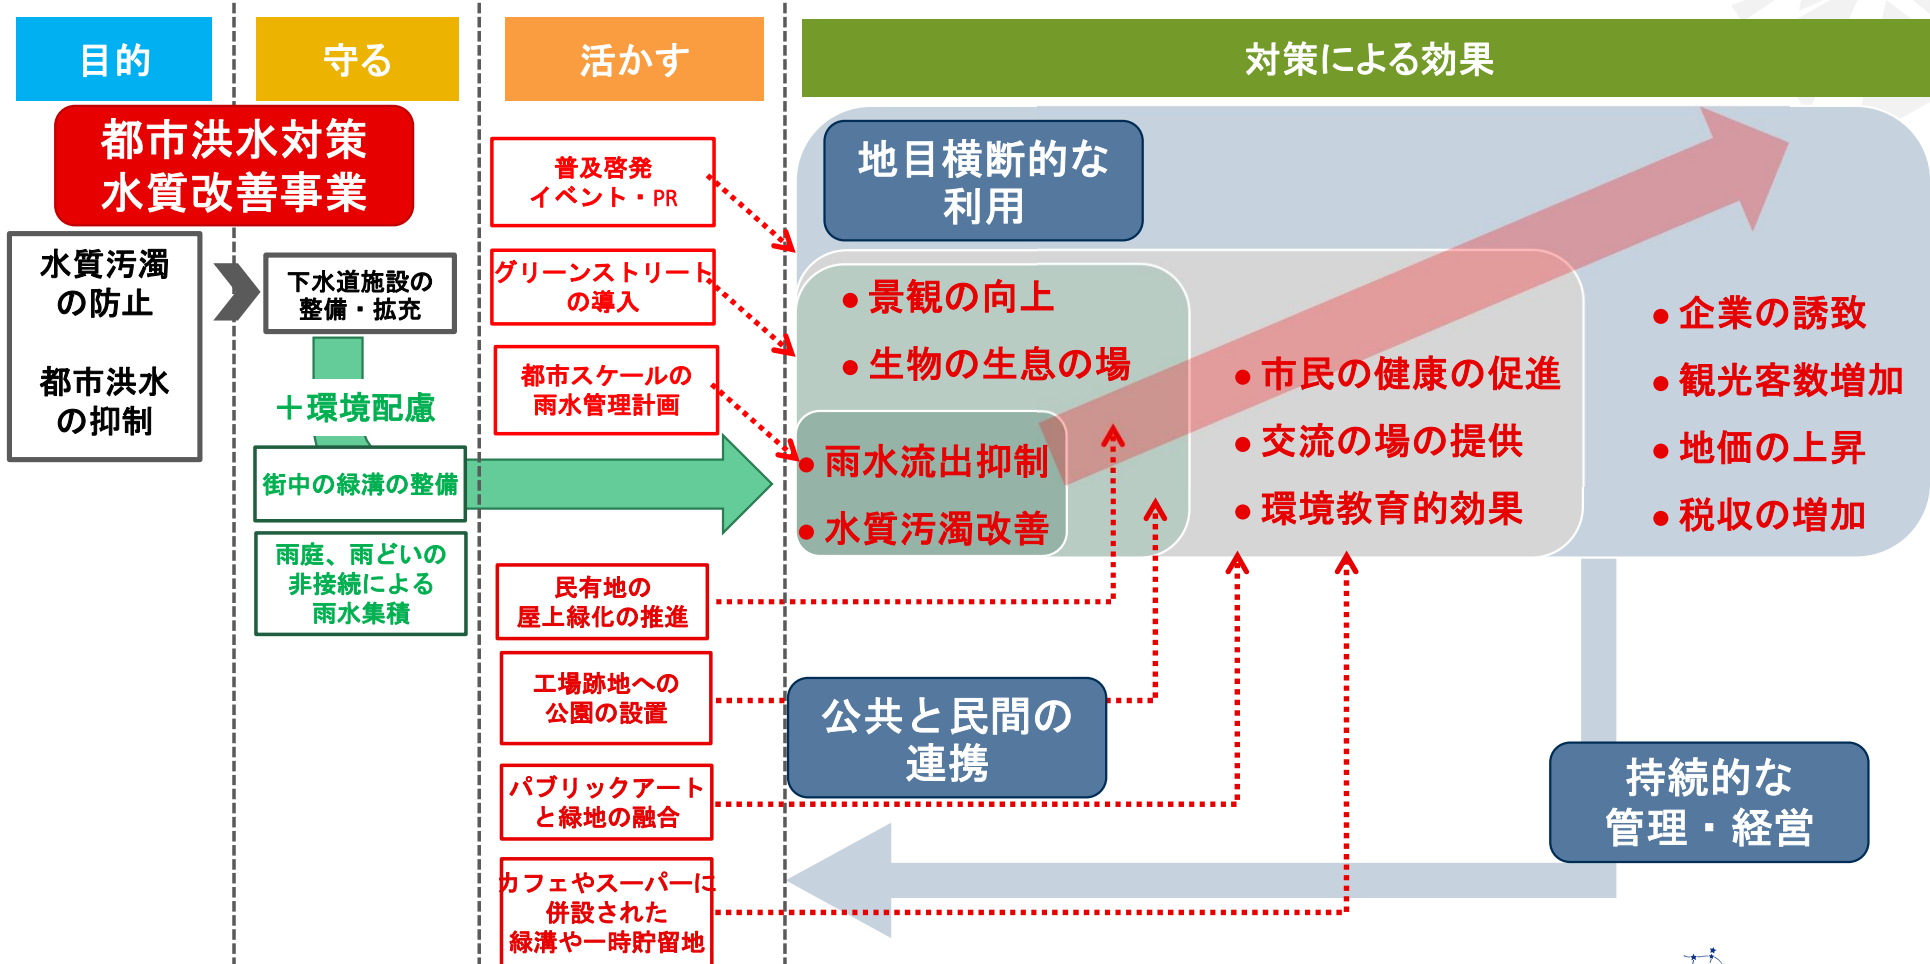 目的
守る
活かす
対策による効果
都市洪水対策
水質改善事業
水質汚濁
の防止
都市洪水
の抑制
下水道施設の
整備・拡充
＋環境配慮
街中の緑溝の整備
雨庭、雨どいの
非接続による
雨水集積
普及啓発
イベント・PR
グリーンストリート
の導入
都市スケールの
雨水管理計画
民有地の
屋上緑化の推進
工場跡地への
公園の設置
パブリックアート
と緑地の融合
カフェやスーパーに
併設された
緑溝や一時貯留地
地目横断的な
利用
● 景観の向上
● 生物の生息の場
● 雨水流出抑制
● 水質汚濁改善
● 市民の健康の促進
● 交流の場の提供
● 環境教育的効果
● 企業の誘致
● 観光客数増加
● 地価の上昇
● 税収の増加
公共と民間の
連携
持続的な
管理・経営